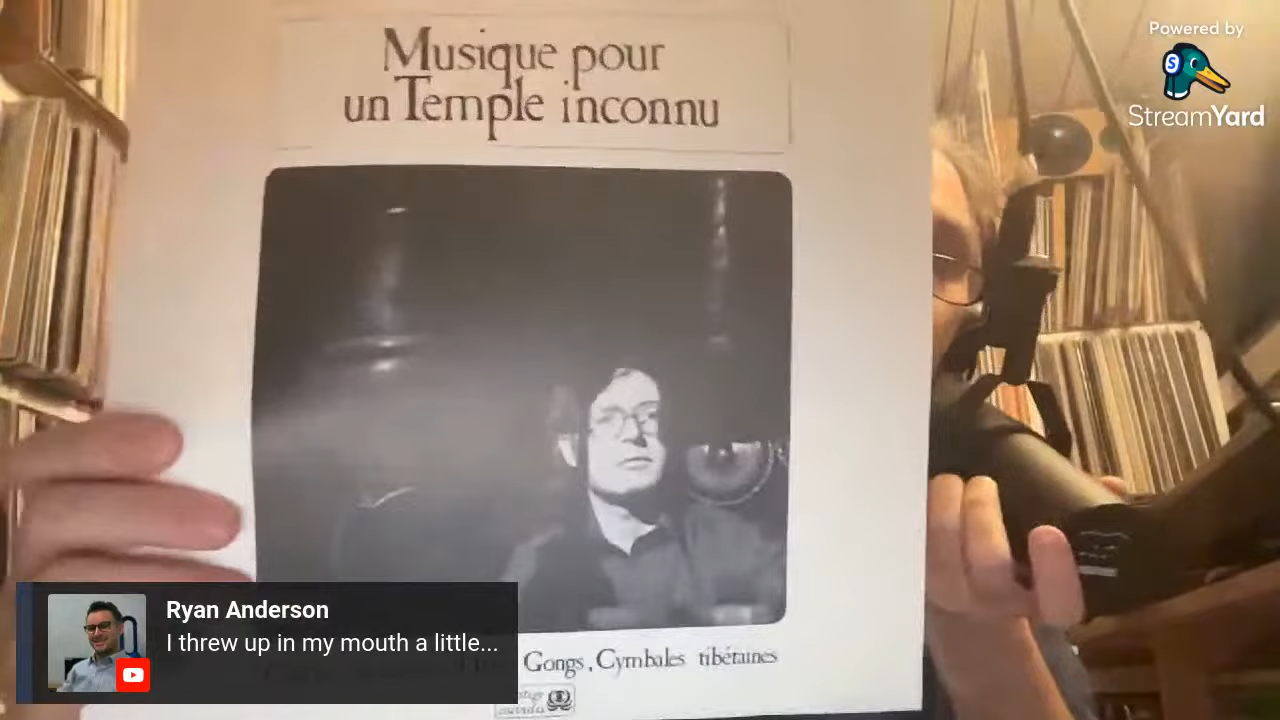 Musique pour
un Temple inconnu
Powered by
StreamYard
Ryan Anderson
I threw up in my mouth a little...
Gongs, Cymbales tibétaines